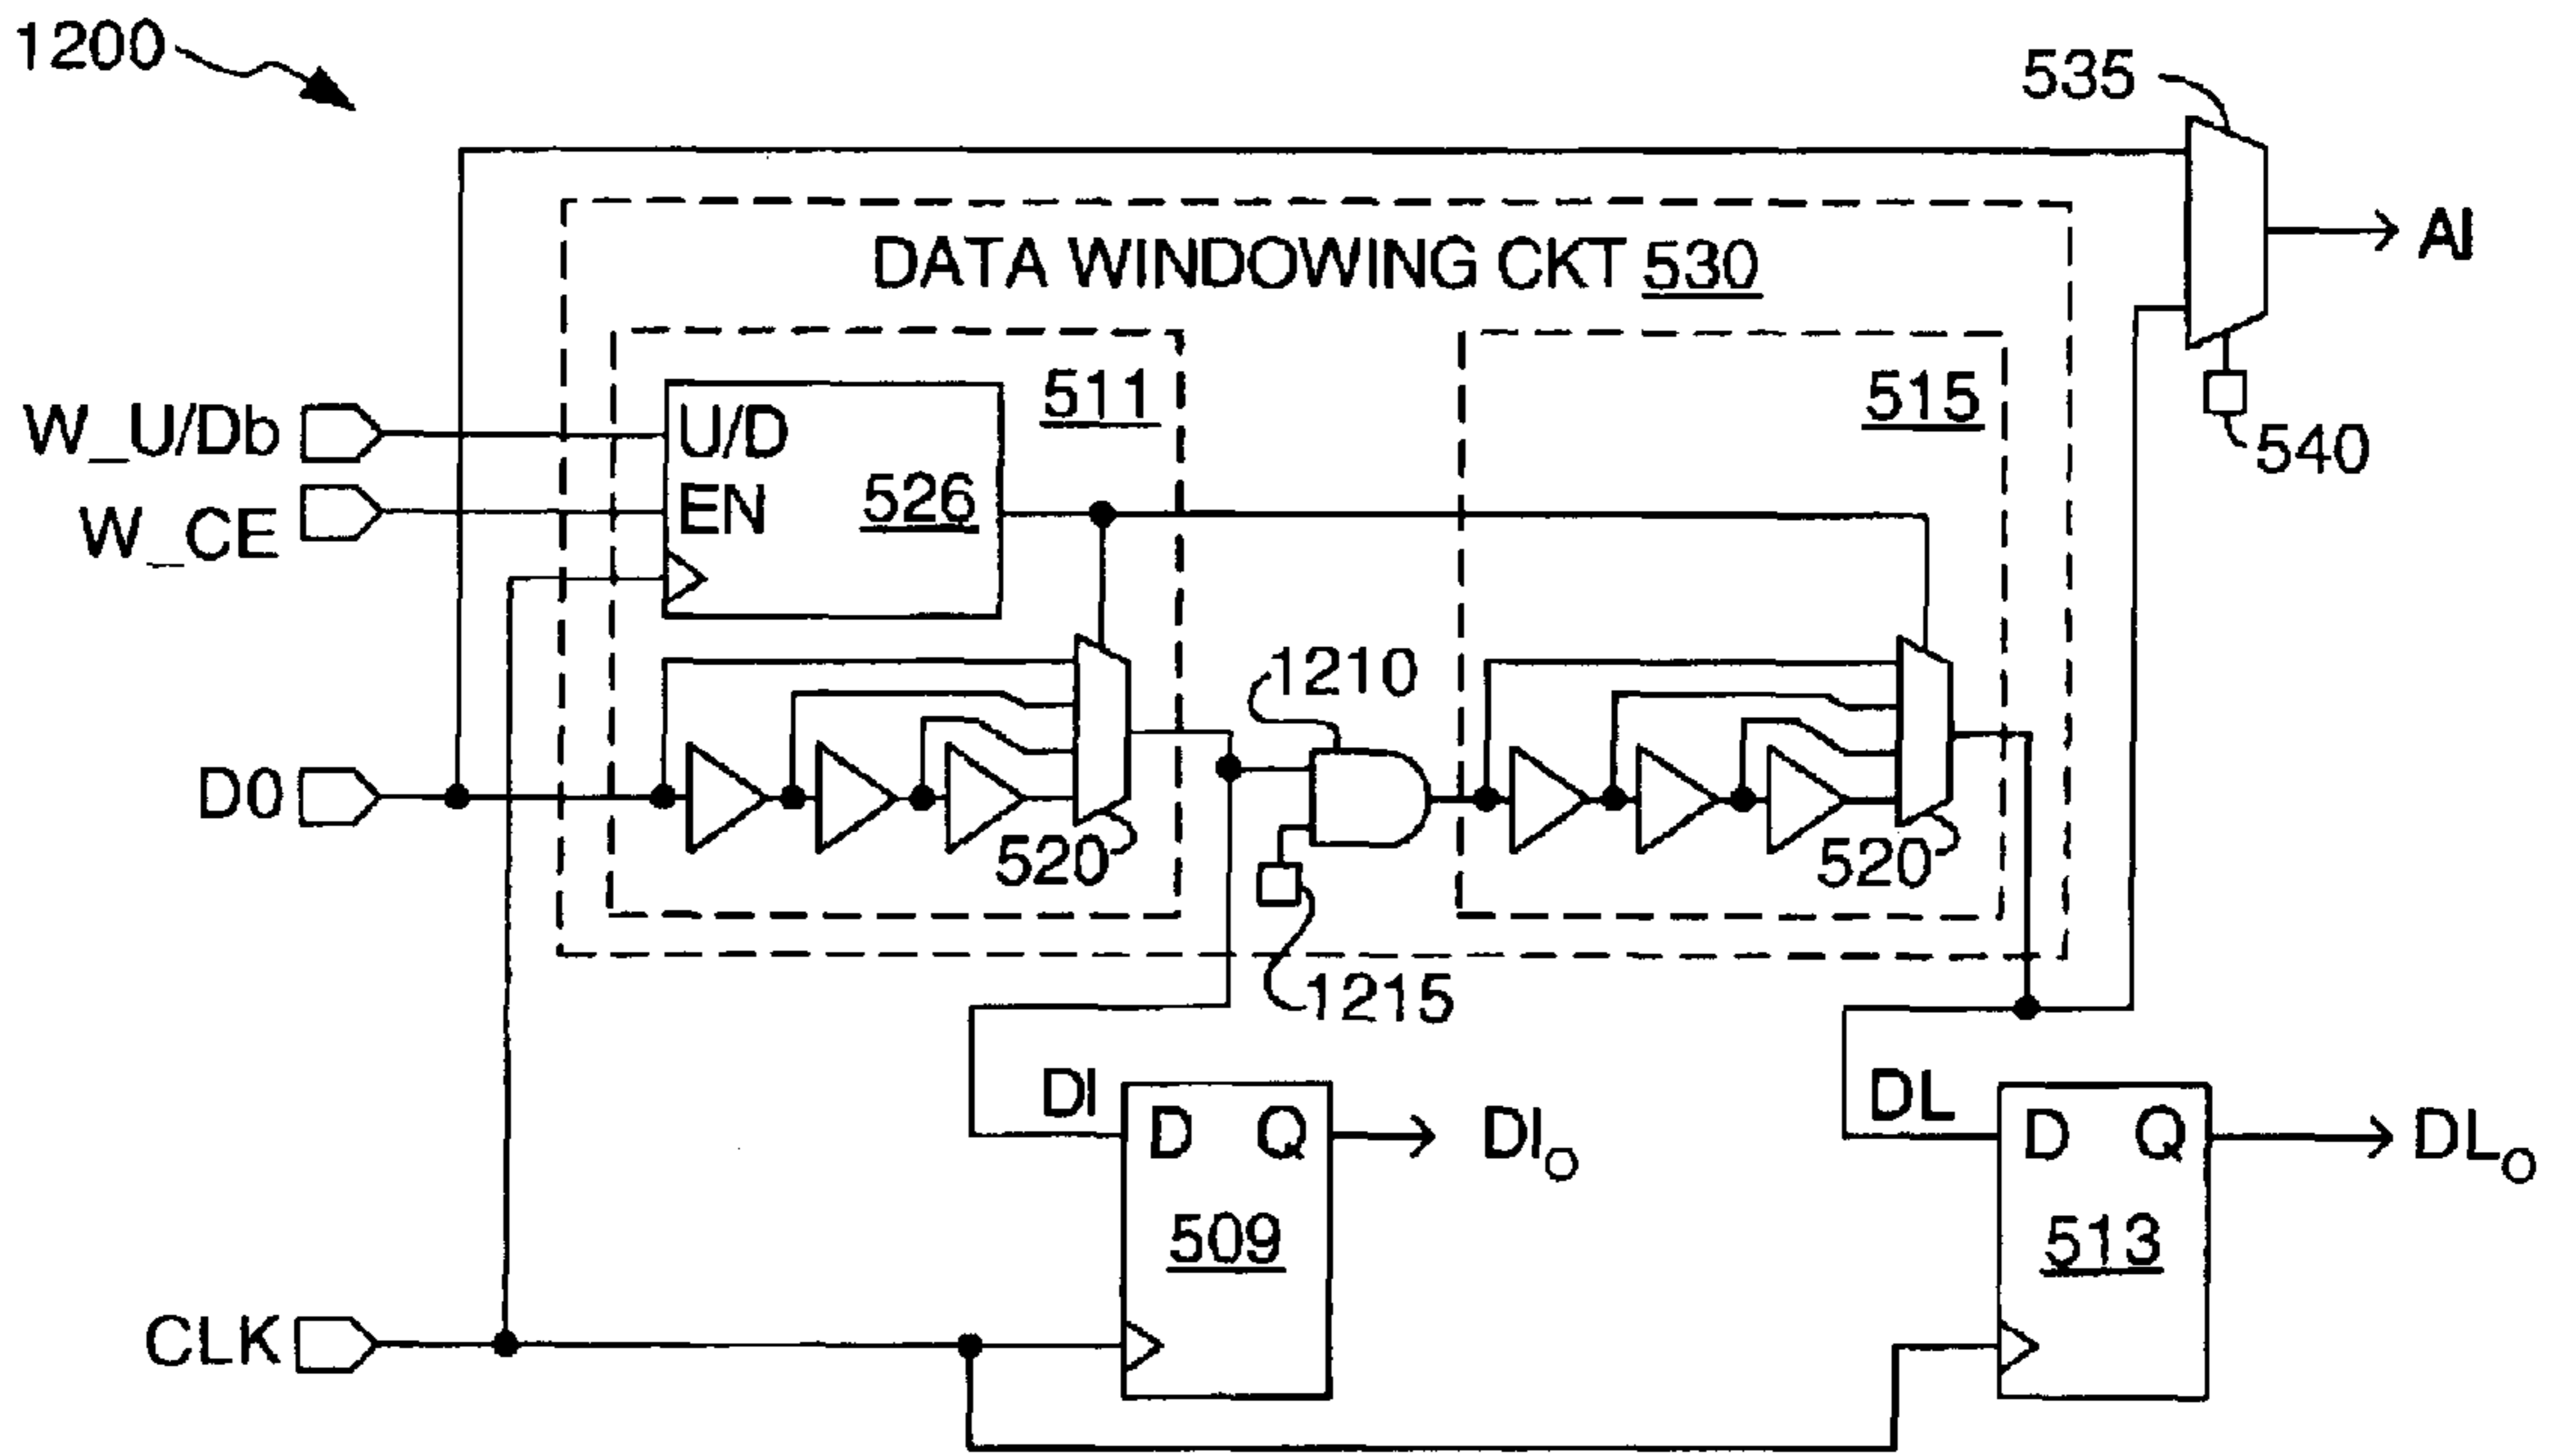 1200
535
AI
DATA WINDOWING CKT 530
511
515
W_U/Db
U/D
540
W_CE
EN
526
1210
D0
520
520
1215
DI
D Q
DIO
DL
D Q
DLO
509
513
CLK